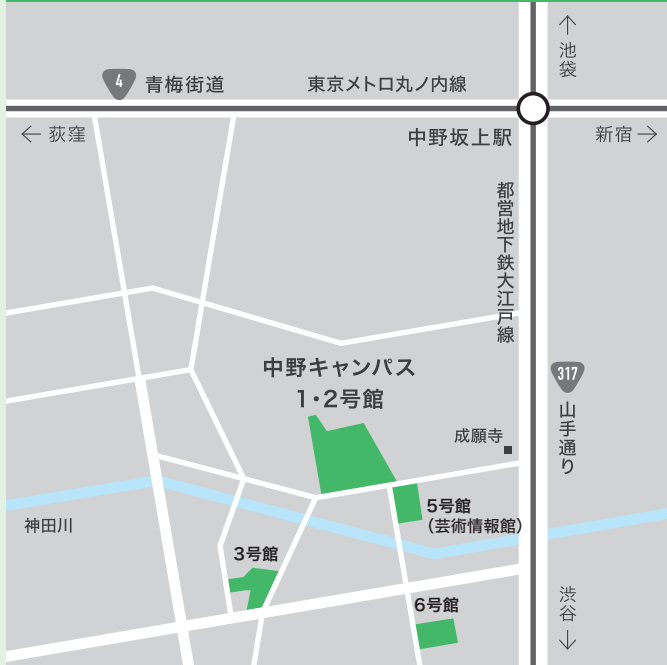 池袋
4
青梅街道
東京メトロ丸ノ内線
荻窪
中野坂上駅
新宿
都営地下鉄大江戸線
中野キャンパス
1・2号館
317
山手通り
成願寺
5号館
（芸術情報館）
神田川
3号館
6号館
渋谷